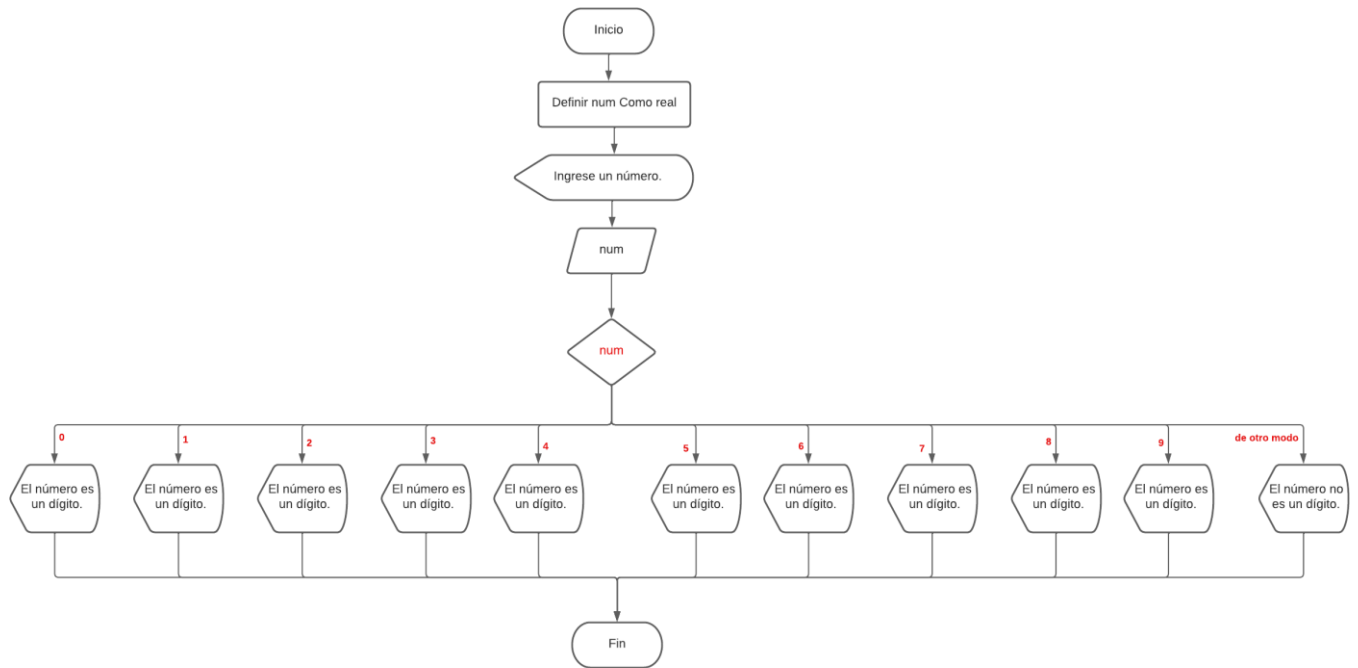 Inicio
Definir num Como real
Ingrese un número.
num
num
0
1
2
3
4
5
6
7
8
9
de otro modo
El número es
un dígito.
El número es
un dígito.
El número es
un dígito.
El número es
un dígito.
El número es
un dígito.
El número es
un dígito.
El número es
un dígito.
El número es
un dígito.
El número es
un dígito.
El número es
un dígito.
El número no
es un dígito.
Fin